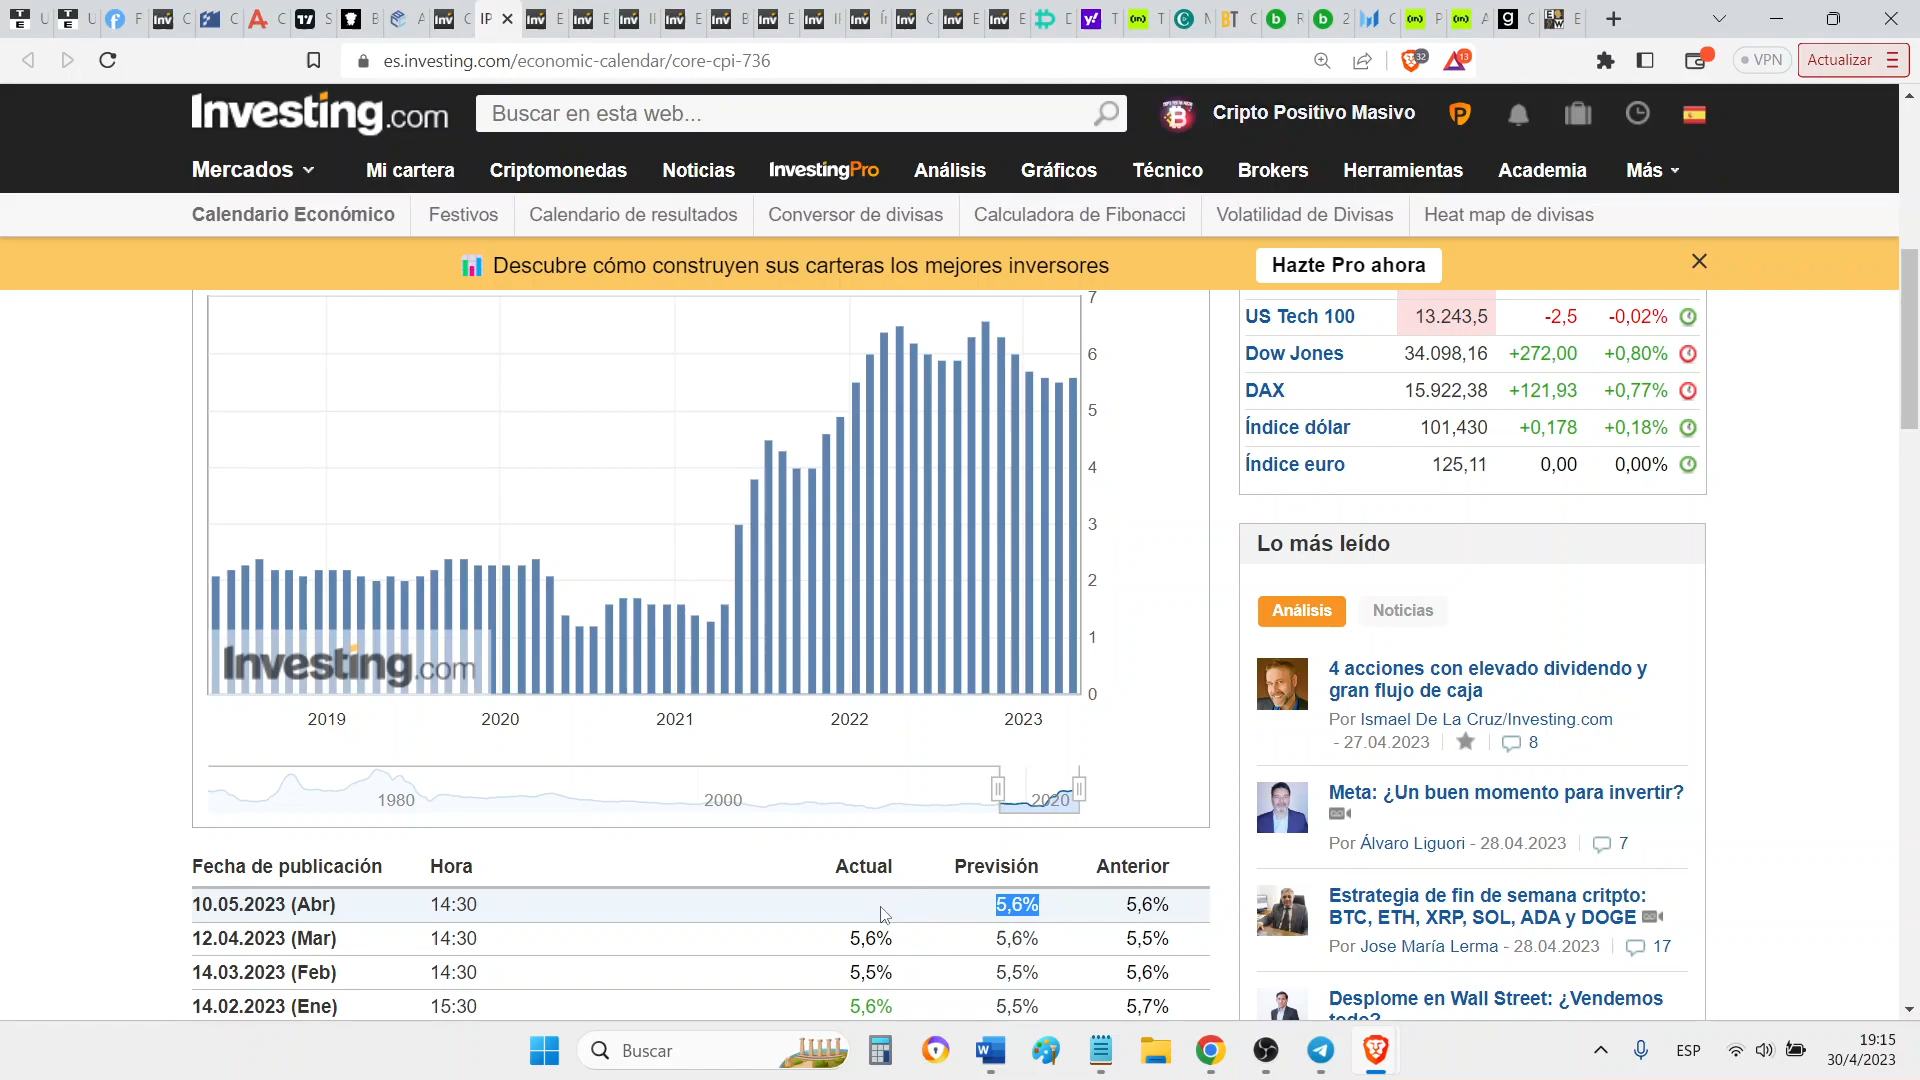 es.investing.com/economic-calendar/core-cpi-736
32
13
VPN
Actualizar
Investing.com
Buscar en esta web...
Cripto Positivo Masivo
Mercados
Mi cartera
Criptomonedas
Noticias
InvestingPro
Análisis
Gráficos
Técnico
Brokers
Herramientas
Academia
Más
Calendario Económico
Festivos
Calendario de resultados
Conversor de divisas
Calculadora de Fibonacci
Volatilidad de Divisas
Heat map de divisas
Descubre cómo construyen sus carteras los mejores inversores
Hazte Pro ahora
7
6
5
4
3
2
1
0
Investing.com
2019 2020 2021 2022 2023
1980 2000 2020
Fecha de publicación Hora Actual Previsión Anterior
10.05.2023 (Abr) 14:30 5,6% 5,6%
12.04.2023 (Mar) 14:30 5,6% 5,6% 5,5%
14.03.2023 (Feb) 14:30 5,5% 5,5% 5,6%
14.02.2023 (Ene) 15:30 5,6% 5,5% 5,7%
US Tech 100 13.243,5 -2,5 -0,02%
Dow Jones 34.098,16 +272,00 +0,80%
DAX 15.922,38 +121,93 +0,77%
Índice dólar 101,430 +0,178 +0,18%
Índice euro 125,11 0,00 0,00%
Lo más leído
Análisis Noticias
4 acciones con elevado dividendo y
gran flujo de caja
Por Ismael De La Cruz/Investing.com
- 27.04.2023 8
Meta: ¿Un buen momento para invertir?
Por Álvaro Liguori - 28.04.2023 7
Estrategia de fin de semana critpto:
BTC, ETH, XRP, SOL, ADA y DOGE
Por Jose María Lerma - 28.04.2023 17
Desplome en Wall Street: ¿Vendemos
todo?
Buscar
ESP
19:15
30/4/2023